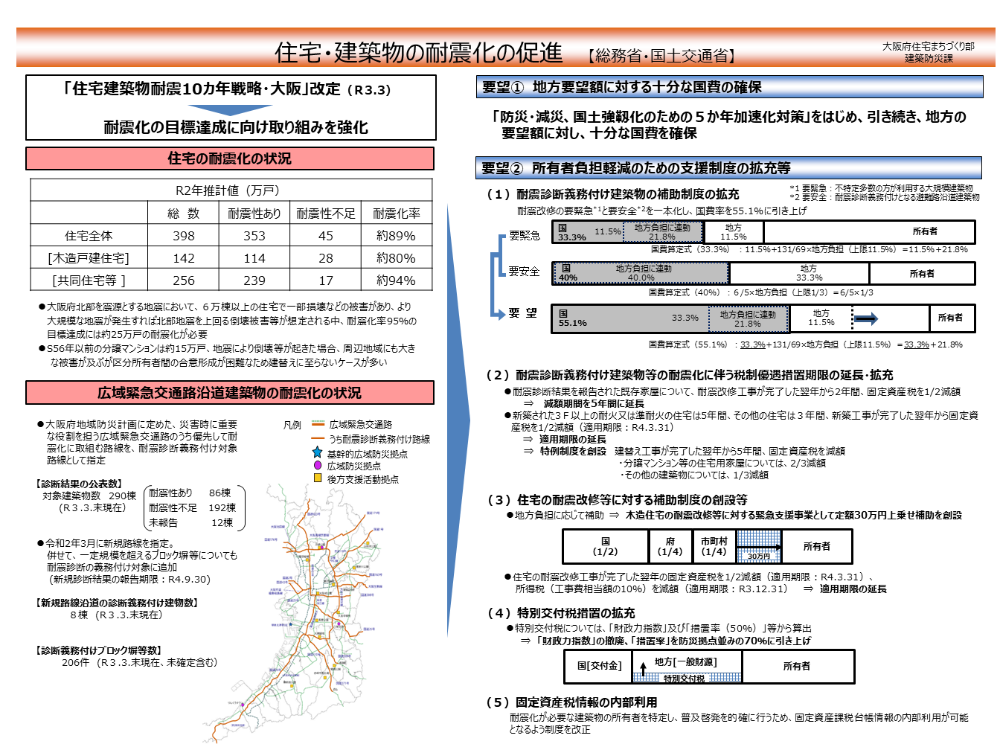 住宅・建築物の耐震化の促進　【総務省・国土交通省】
大阪府住宅まちづくり部
建築防災課
「住宅建築物耐震10カ年戦略・大阪」改定（R3.3）
耐震化の目標達成に向け取り組みを強化
住宅の耐震化の状況
R2年推計値（万戸）
総　数　耐震性あり　耐震性不足　耐震化率
住宅全体　398　353　45　約89%
[木造戸建住宅]　142　114　28　約80%
[共同住宅等 ]　256　239　17　約94%
●大阪府北部を震源とする地震において、６万棟以上の住宅で一部損壊などの被害があり、より
大規模な地震が発生すれば北部地震を上回る倒壊被害等が想定される中、耐震化率95%の
目標達成には約25万戸の耐震化が必要
●S56年以前の分譲マンションは約15万戸、地震により倒壊等が起きた場合、周辺地域にも大き
な被害が及ぶが区分所有者間の合意形成が困難なため建替えに至らないケースが多い
広域緊急交通路沿道建築物の耐震化の状況
●大阪府地域防災計画に定めた、災害時に重要
な役割を担う広域緊急交通路のうち優先して耐
震化に取組む路線を、耐震診断義務付け対象
路線として指定
【診断結果の公表数】
対象建築物数　290棟
（R３.３.末現在）
耐震性あり　86棟
耐震性不足　192棟
未報告　12棟
●令和2年3月に新規路線を指定。
併せて、一定規模を超えるブロック塀等についても
耐震診断の義務付け対象に追加
（新規診断結果の報告期限：R4.9.30）
【新規路線沿道の診断義務付け建物数】
８棟（R３.３.末現在）
【診断義務付けブロック塀等数】
206件（R３.３.末現在、未確定含む）
凡例
広域緊急交通路
うち耐震診断義務付け路線
基幹的広域防災拠点
広域防災拠点
後方支援活動拠点
要望①　地方要望額に対する十分な国費の確保
「防災・減災、国土強靱化のための５か年加速化対策」をはじめ、引き続き、地方の
要望額に対し、十分な国費を確保
要望②　所有者負担軽減のための支援制度の拡充等
（１）耐震診断義務付け建築物の補助制度の拡充
*1 要緊急：不特定多数の方が利用する大規模建築物
*2 要安全：耐震診断義務付けとなる避難路沿道建築物
耐震改修の要緊急*1と要安全*2を一本化し、国費率を55.1%に引き上げ
要緊急
国
33.3%
11.5%
地方負担に連動
21.8%
地方
11.5%
所有者
国費算定式（33.3%）：11.5%+131/69×地方負担（上限11.5%）=11.5%+21.8%
要安全
国
40%
地方負担に連動
40.0%
地方
33.3%
所有者
国費算定式（40%）：６/5×地方負担（上限1/3）=６/5×1/3
要 望
国
55.1%
33.3%
地方負担に連動
21.8%
地方
11.5%
所有者
国費算定式（55.1%）：33.3%+131/69×地方負担（上限11.5%）=33.3%+21.8%
（２）耐震診断義務付け建築物等の耐震化に伴う税制優遇措置期限の延長・拡充
●耐震診断結果を報告された既存家屋について、耐震改修工事が完了した翌年から2年間、固定資産税を1/2減額
⇒　減額期間を5年間に延長
●新築された３F以上の耐火又は準耐火の住宅は5年間、その他の住宅は３年間、新築工事が完了した翌年から固定資
産税を1/2減額（適用期限：R4.3.31）
⇒　適用期限の延長
⇒　特例制度を創設　建替え工事が完了した翌年から5年間、固定資産税を減額
・分譲マンション等の住宅用家屋については、2/3減額
・その他の建築物については、1/3減額
（３）住宅の耐震改修等に対する補助制度の創設等
●地方負担に応じて補助　⇒　木造住宅の耐震改修等に対する緊急支援事業として定額30万円上乗せ補助を創設
国
（1/2）
府
（1/4）
市町村
（1/4）
30万円
所有者
●住宅の耐震改修工事が完了した翌年の固定資産税を1/2減額（適用期限：R4.3.31）、
所得税（工事費相当額の10%）を減額（適用期限：R3.12.31）　⇒　適用期限の延長
（４）特別交付税措置の拡充
●特別交付税については、「財政力指数」及び「措置率（50%）」等から算出
⇒「財政力指数」の撤廃、「措置率」を防災拠点並みの70%に引き上げ
国[交付金]
地方[一般財源]
特別交付税
所有者
（５）固定資産税情報の内部利用
耐震化が必要な建築物の所有者を特定し、普及啓発を的確に行うため、固定資産課税台帳情報の内部利用が可能
となるよう制度を改正